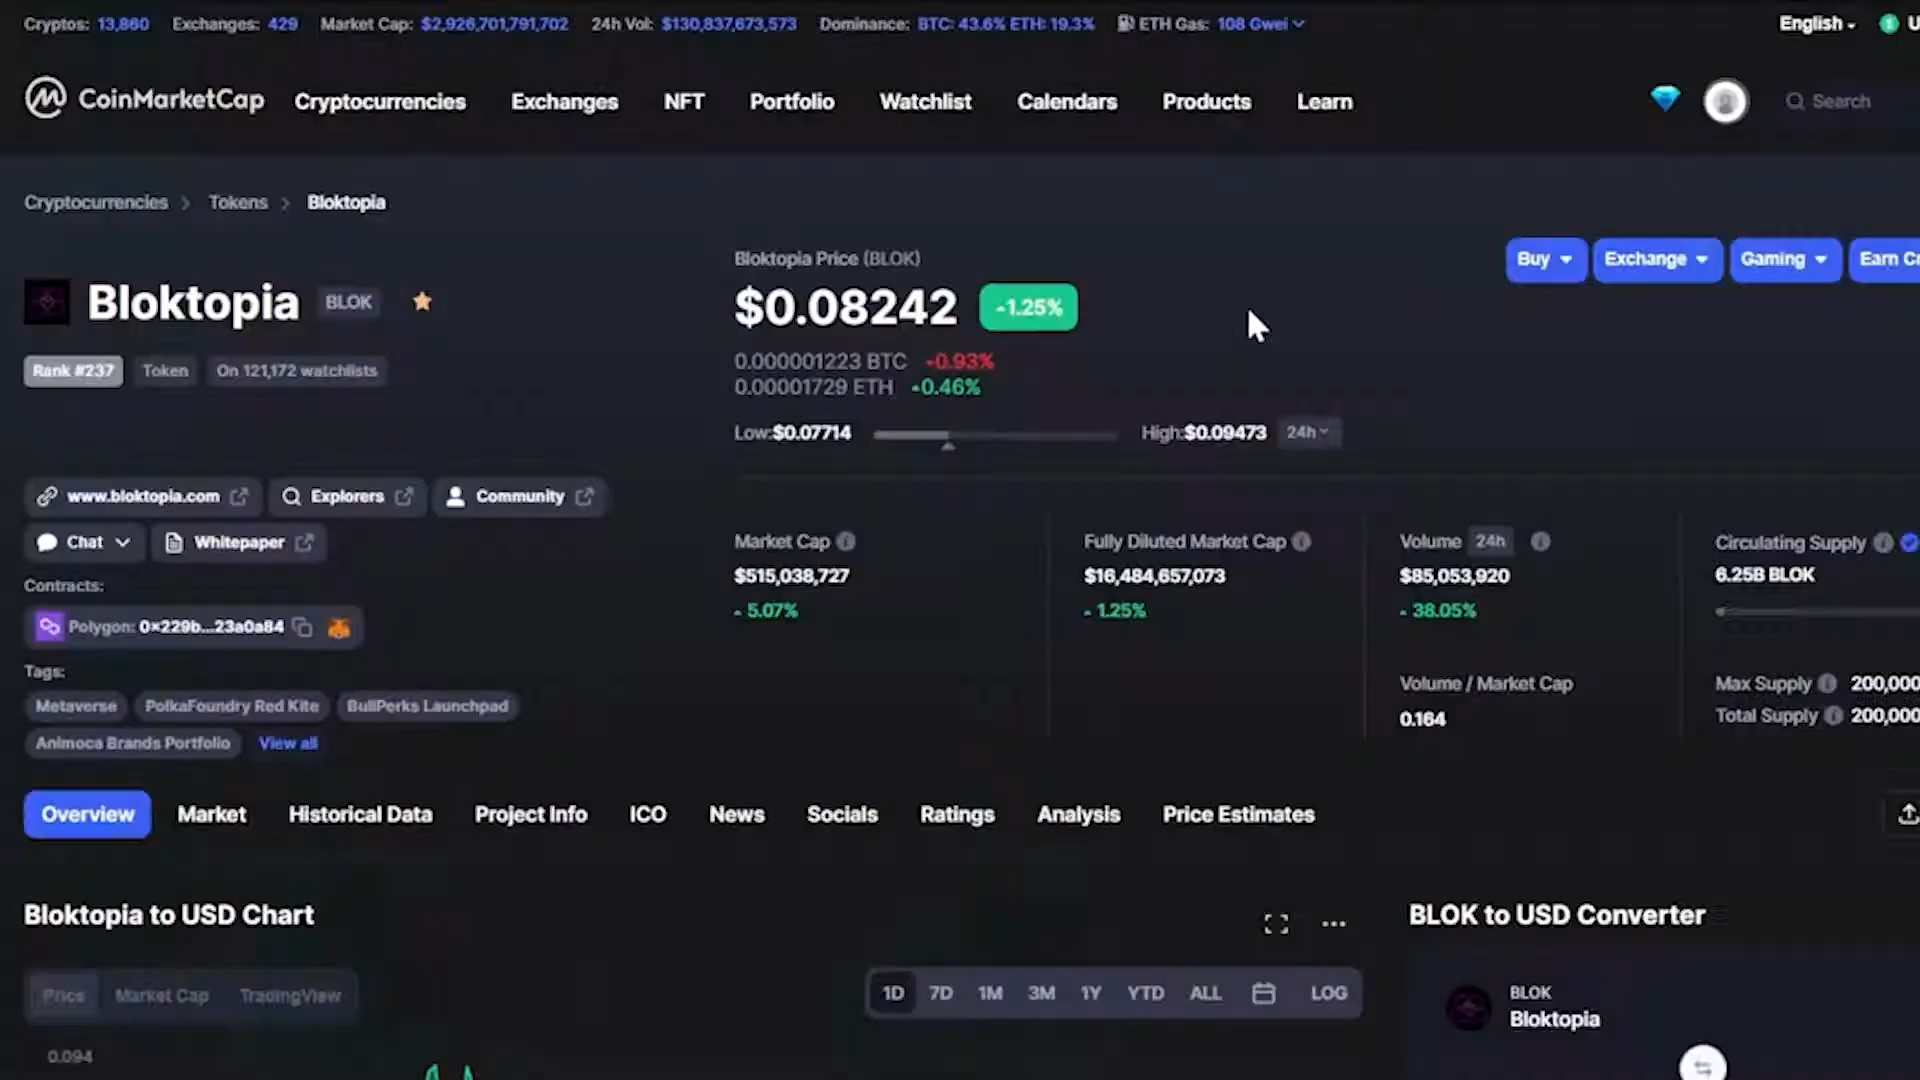 Cryptos: 13,860 Exchanges: 429 Market Cap: $2,926,701,791,702 24h Vol: $130,837,673,573 Dominance: BTC: 43.6% ETH: 19.3% ETH Gas: 108 Gwei English
CoinMarketCap Cryptocurrencies Exchanges NFT Portfolio Watchlist Calendars Products Learn Search
Cryptocurrencies Tokens Bloktopia
Bloktopia Price (BLOK)
Buy Exchange Gaming Earn
Bloktopia BLOK
$0.08242 1.25%
Rank #237 Token On 121,172 watchlists
0.000001223 BTC 0.93%
0.00001729 ETH 0.46%
Low:$0.07714 High:$0.09473 24h
www.bloktopia.com Explorers Community
Chat Whitepaper
Market Cap Fully Diluted Market Cap Volume 24h Circulating Supply
$515,038,727 $16,484,657,073 $85,053,920 6.25B BLOK
5.07% 1.25% 38.05%
Contracts:
Polygon: 0x229b...23a0a84
Tags:
Metaverse PolkaFoundry Red Kite BullPerks Launchpad
Animoca Brands Portfolio View all
Volume / Market Cap
0.164
Max Supply 200,000
Total Supply 200,000
Overview Market Historical Data Project Info ICO News Socials Ratings Analysis Price Estimates
Bloktopia to USD Chart
BLOK to USD Converter
Price Market Cap TradingView
1D 7D 1M 3M 1Y YTD ALL LOG
BLOK
Bloktopia
0.094